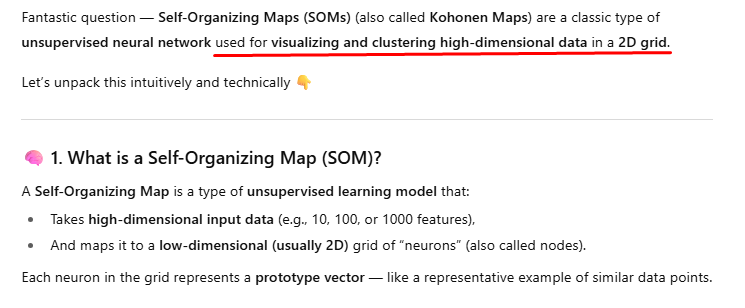 Fantastic question — Self-Organizing Maps (SOMs) (also called Kohonen Maps) are a classic type of
unsupervised neural network used for visualizing and clustering high-dimensional data in a 2D grid.
Let's unpack this intuitively and technically 👇
🧠 1. What is a Self-Organizing Map (SOM)?
A Self-Organizing Map is a type of unsupervised learning model that:
• Takes high-dimensional input data (e.g., 10, 100, or 1000 features),
• And maps it to a low-dimensional (usually 2D) grid of “neurons” (also called nodes).
Each neuron in the grid represents a prototype vector — like a representative example of similar data points.